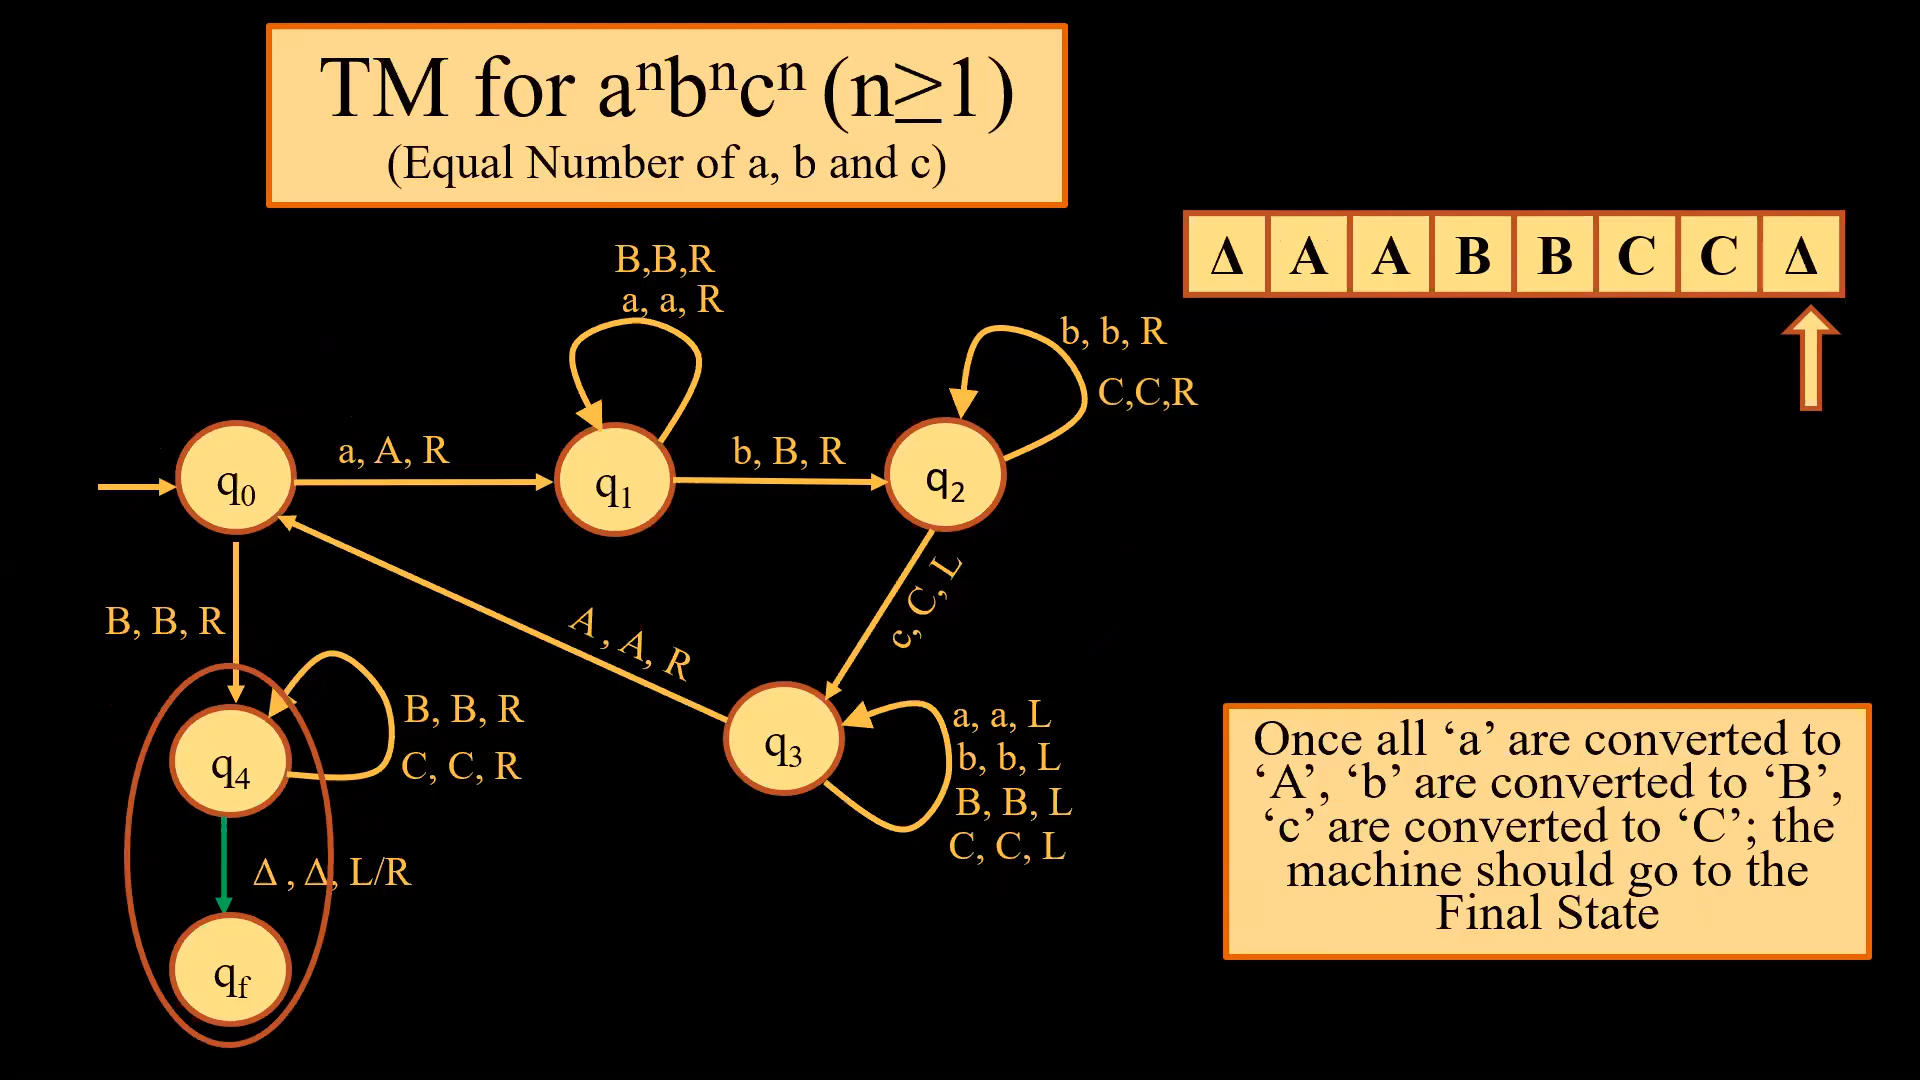 TM for aⁿbⁿcⁿ (n≥1)
(Equal Number of a, b and c)
Δ A A B B C C Δ
B,B,R
a, a, R
b, b, R
C,C,R
a, A, R
b, B, R
q₀
q₁
q₂
c, C, L
B, B, R
A , A, R
B, B, R
C, C, R
q₄
q₃
a, a, L
b, b, L
B, B, L
C, C, L
Δ , Δ, L/R
q_f
Once all ‘a’ are converted to
‘A’, ‘b’ are converted to ‘B’,
‘c’ are converted to ‘C’; the
machine should go to the
Final State